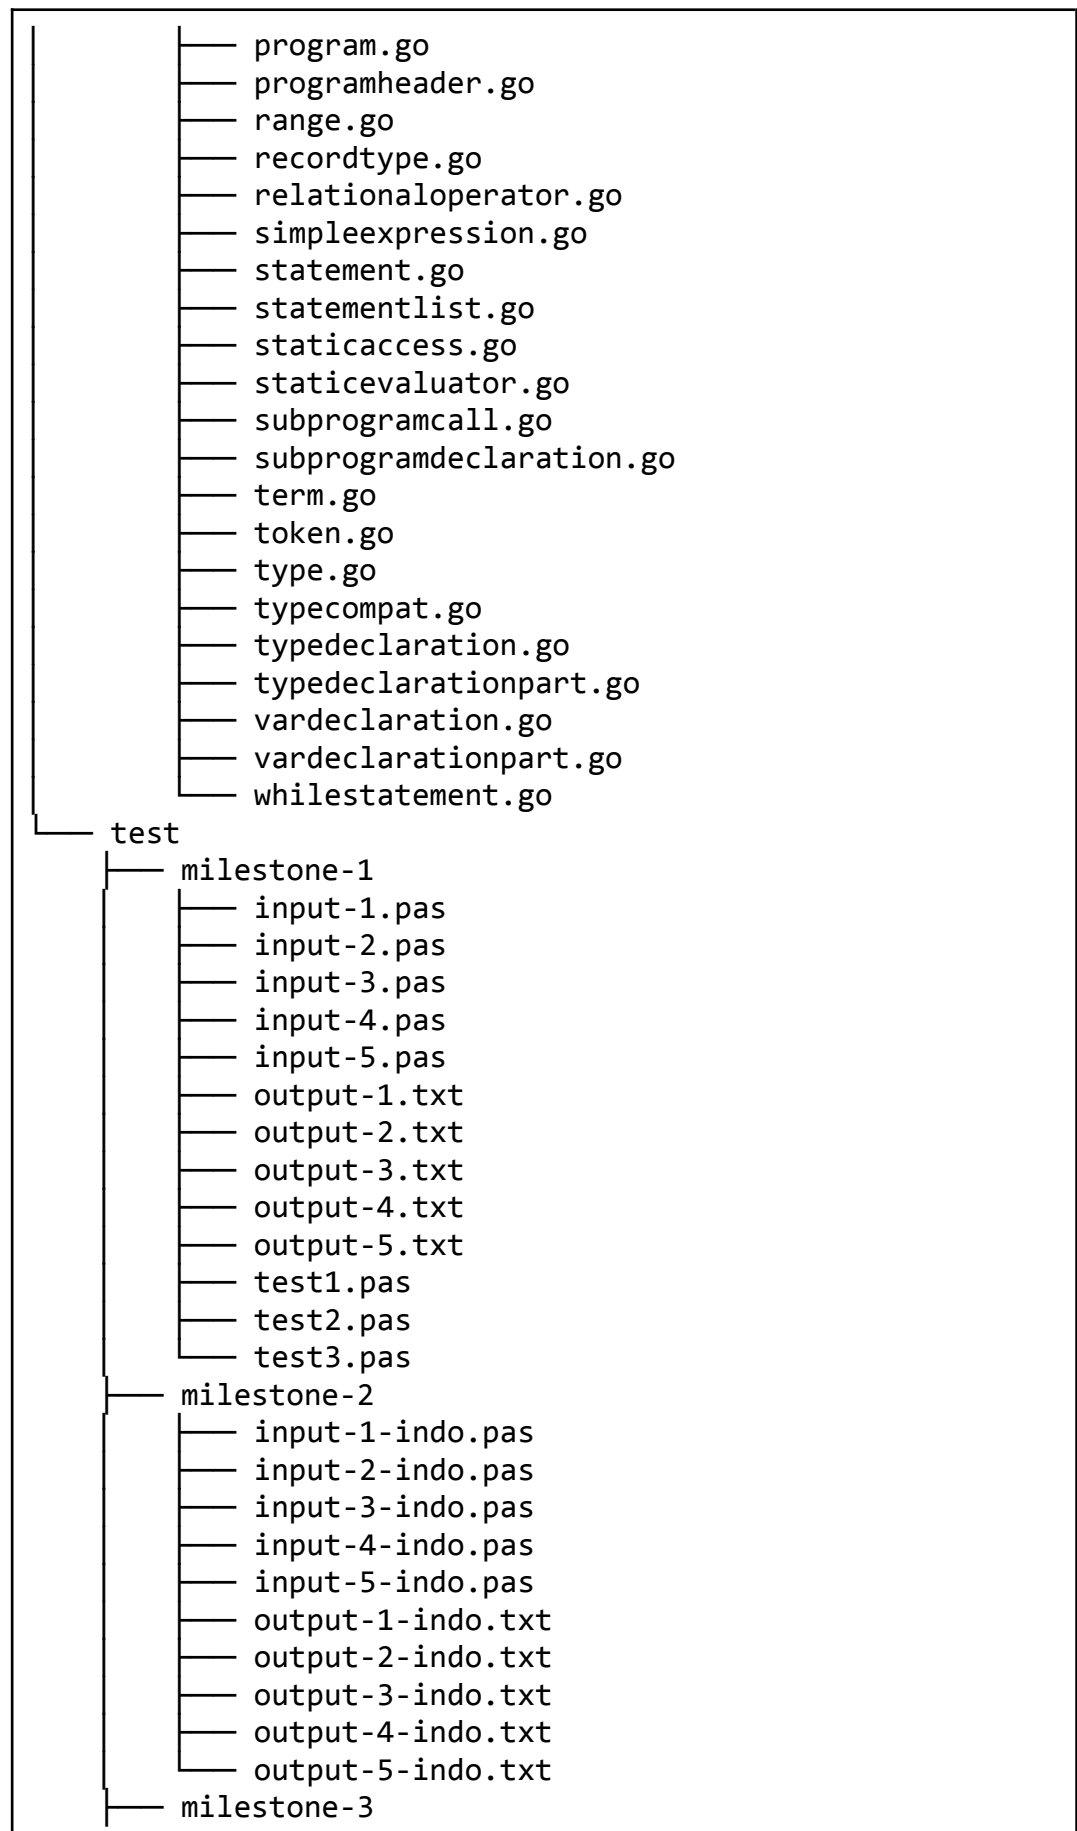 │       ├── program.go
│       ├── programheader.go
│       ├── range.go
│       ├── recordtype.go
│       ├── relationaloperator.go
│       ├── simpleexpression.go
│       ├── statement.go
│       ├── statementlist.go
│       ├── staticaccess.go
│       ├── staticevaluator.go
│       ├── subprogramcall.go
│       ├── subprogramdeclaration.go
│       ├── term.go
│       ├── token.go
│       ├── type.go
│       ├── typecompat.go
│       ├── typedeclaration.go
│       ├── typedeclarationpart.go
│       ├── vardeclaration.go
│       ├── vardeclarationpart.go
│       └── whilestatement.go
└── test
    ├── milestone-1
    │   ├── input-1.pas
    │   ├── input-2.pas
    │   ├── input-3.pas
    │   ├── input-4.pas
    │   ├── input-5.pas
    │   ├── output-1.txt
    │   ├── output-2.txt
    │   ├── output-3.txt
    │   ├── output-4.txt
    │   ├── output-5.txt
    │   ├── test1.pas
    │   ├── test2.pas
    │   └── test3.pas
    ├── milestone-2
    │   ├── input-1-indo.pas
    │   ├── input-2-indo.pas
    │   ├── input-3-indo.pas
    │   ├── input-4-indo.pas
    │   ├── input-5-indo.pas
    │   ├── output-1-indo.txt
    │   ├── output-2-indo.txt
    │   ├── output-3-indo.txt
    │   ├── output-4-indo.txt
    │   └── output-5-indo.txt
    ├── milestone-3